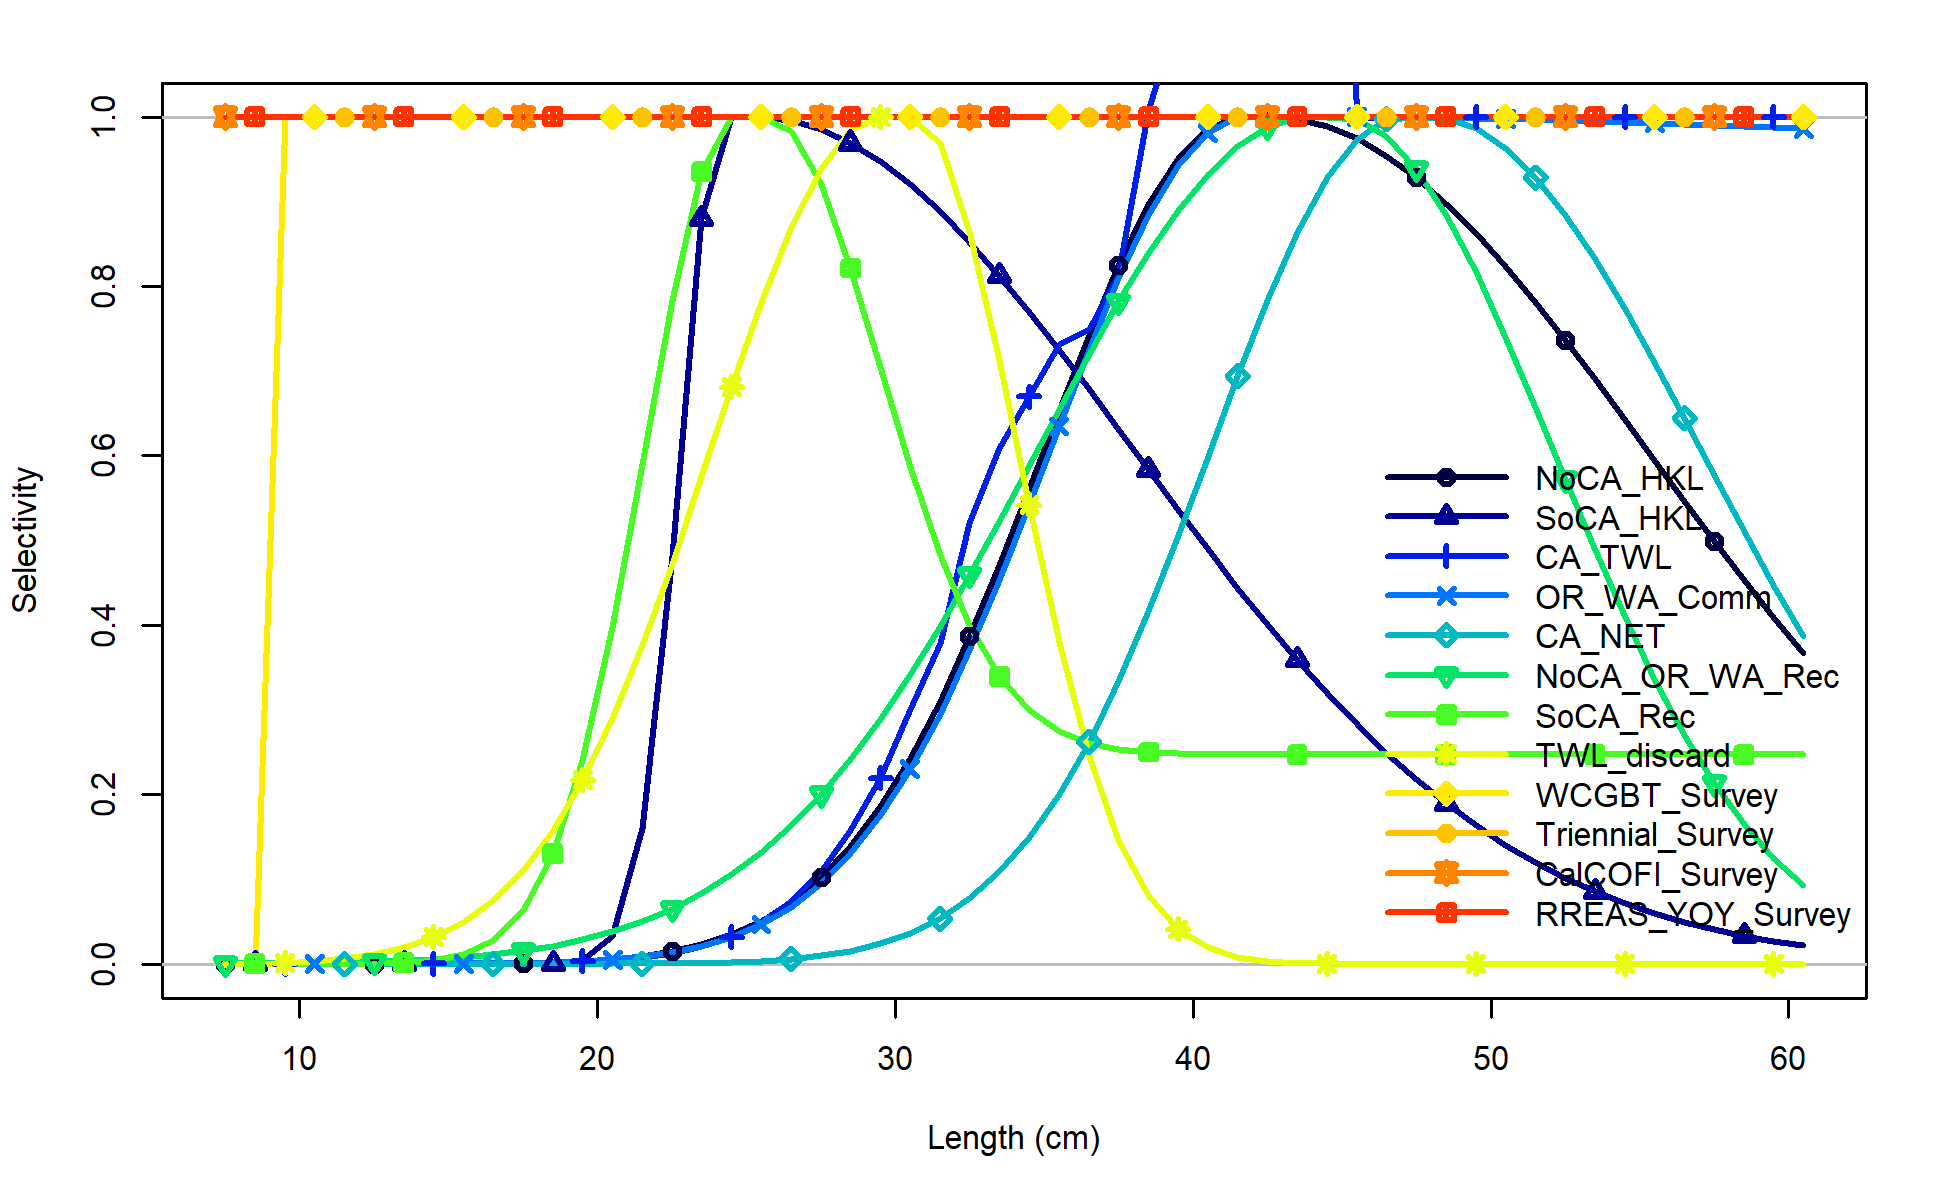 1.0
0.8
0.6
0.4
0.2
0.0
Selectivity
NoCA_HKL
SoCA_HKL
CA_TWL
OR_WA_Comm
CA_NET
NoCA_OR_WA_Rec
SoCA_Rec
TWL_discard
WCGBT_Survey
Triennial_Survey
CalCOFI_Survey
RREAS_YOY_Survey
10 20 30 40 50 60
Length (cm)